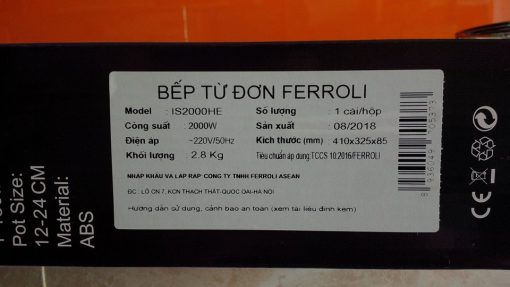 BẾP TỪ ĐƠN FERROLI
Model : IS2000HE Số lượng : 1 cái/hộp
Công suất : 2000W Sản xuất : 08/2018
Điện áp : ~220V/50Hz Kích thước (mm) : 410x325x85
Khối lượng : 2.8 Kg Tiêu chuẩn áp dụng:TCCS 10:2016/FERROLI
NHẬP KHẨU VÀ LẮP RÁP: CÔNG TY TNHH FERROLI ASEAN
ĐC : LÔ CN 7, KCN THẠCH THẤT-QUỐC OAI-HÀ NỘI
Hướng dẫn sử dụng, cảnh báo an toàn (xem tài liệu đính kèm)
Pot Size:
12-24 CM
Material:
ABS
CE